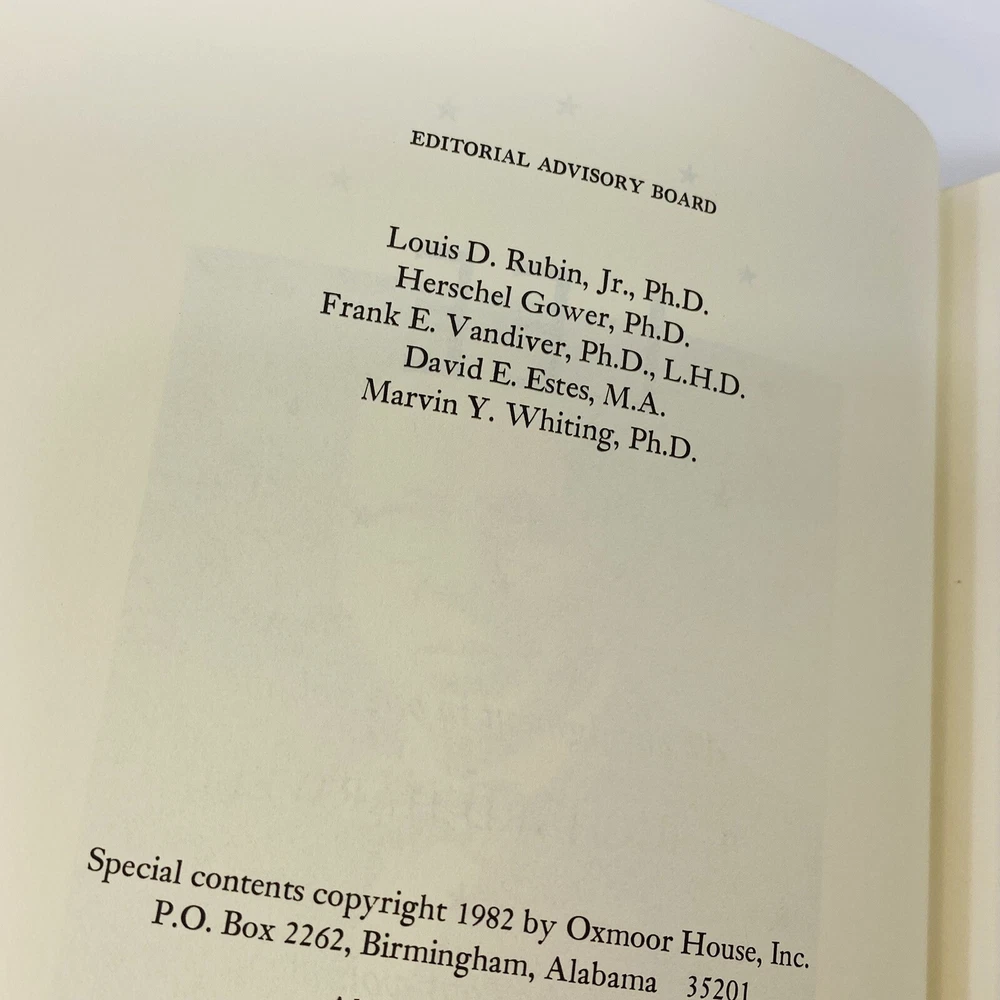 EDITORIAL ADVISORY BOARD
Louis D. Rubin, Jr., Ph.D.
Herschel Gower, Ph.D.
Frank E. Vandiver, Ph.D., L.H.D.
David E. Estes, M.A.
Marvin Y. Whiting, Ph.D.
Special contents copyright 1982 by Oxmoor House, Inc.
P.O. Box 2262, Birmingham, Alabama 35201